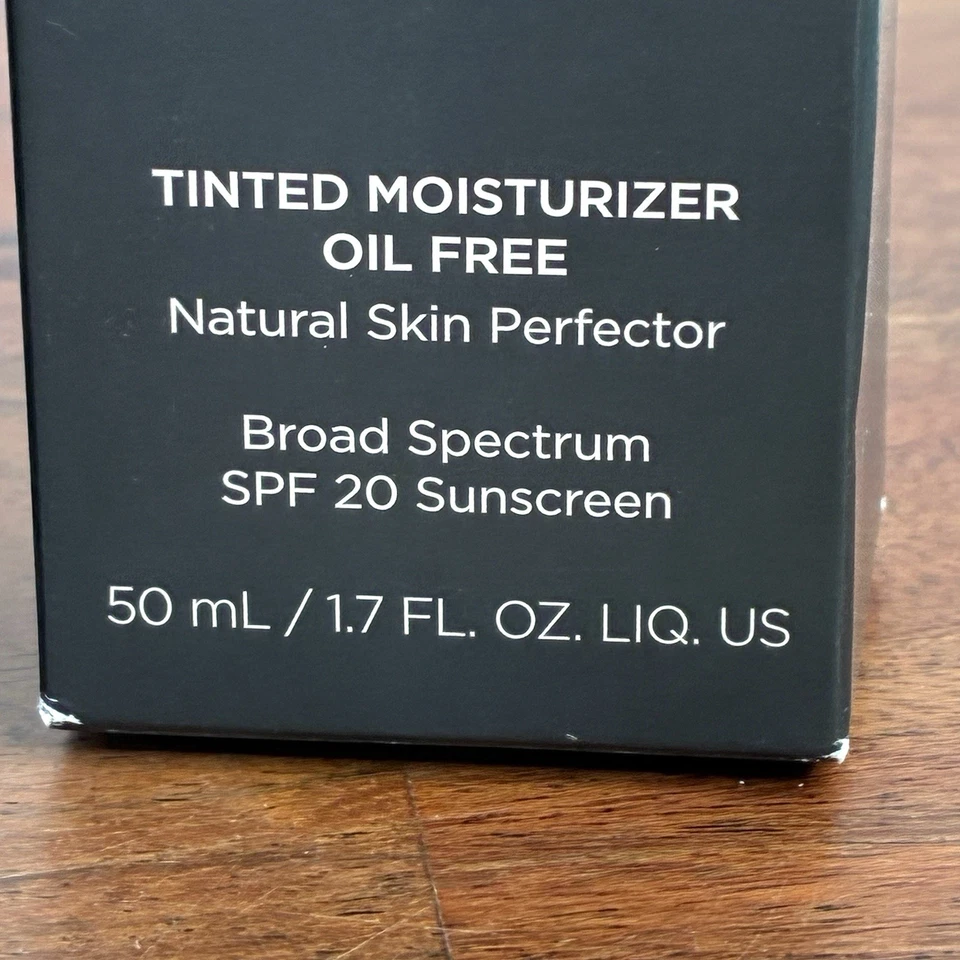 TINTED MOISTURIZER
OIL FREE
Natural Skin Perfector
Broad Spectrum
SPF 20 Sunscreen
50 mL / 1.7 FL. OZ. LIQ. US